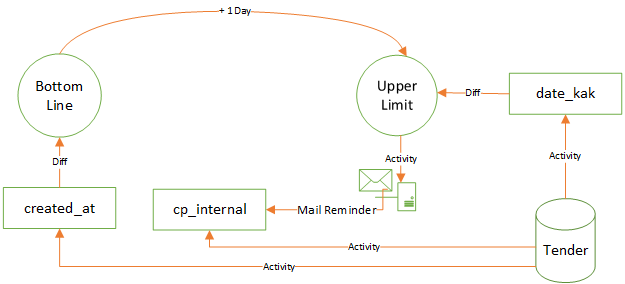 + 1 Day
Bottom
Line
Upper
Limit
Diff
date_kak
Activity
Activity
Diff
created_at
cp_internal
Mail Reminder
Activity
Tender
Activity